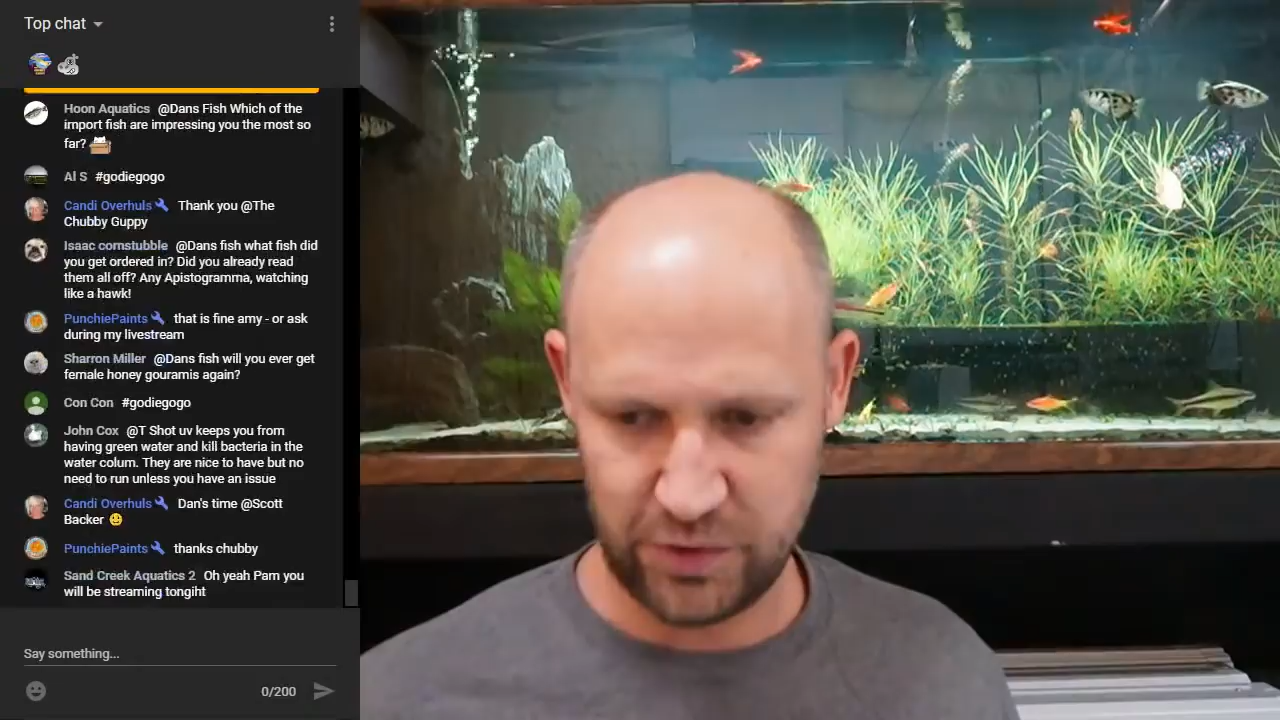 Top chat
Hoon Aquatics @Dans Fish Which of the
import fish are impressing you the most so
far?
Al S #godiegogo
Candi Overhuls Thank you @The
Chubby Guppy
Isaac cornstubble @Dans fish what fish did
you get ordered in? Did you already read
them all off? Any Apistogramma, watching
like a hawk!
PunchiePaints that is fine amy - or ask
during my livestream
Sharron Miller @Dans fish will you ever get
female honey gouramis again?
Con Con #godiegogo
John Cox @T Shot uv keeps you from
having green water and kill bacteria in the
water colum. They are nice to have but no
need to run unless you have an issue
Candi Overhuls Dan's time @Scott
Backer
PunchiePaints thanks chubby
Sand Creek Aquatics 2 Oh yeah Pam you
will be streaming tongiht
Say something...
0/200